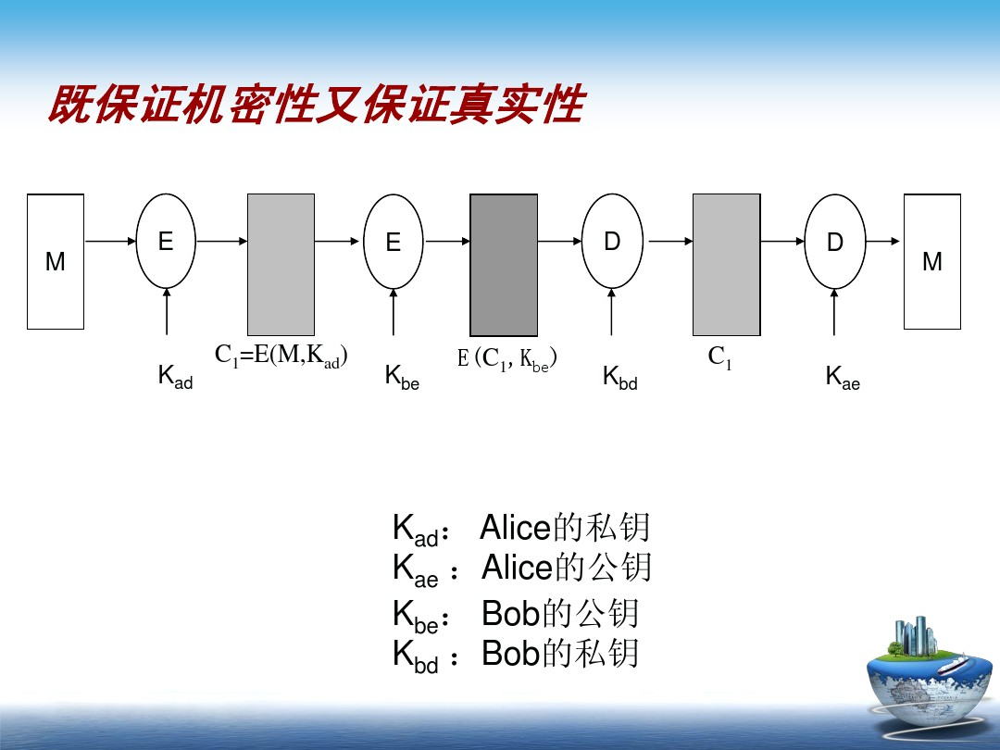 既保证机密性又保证真实性
M E E D D M
C1=E(M,Kad) E(C1,Kbe) C1
Kad Kbe Kbd Kae
Kad： Alice的私钥
Kae ：Alice的公钥
Kbe： Bob的公钥
Kbd ：Bob的私钥